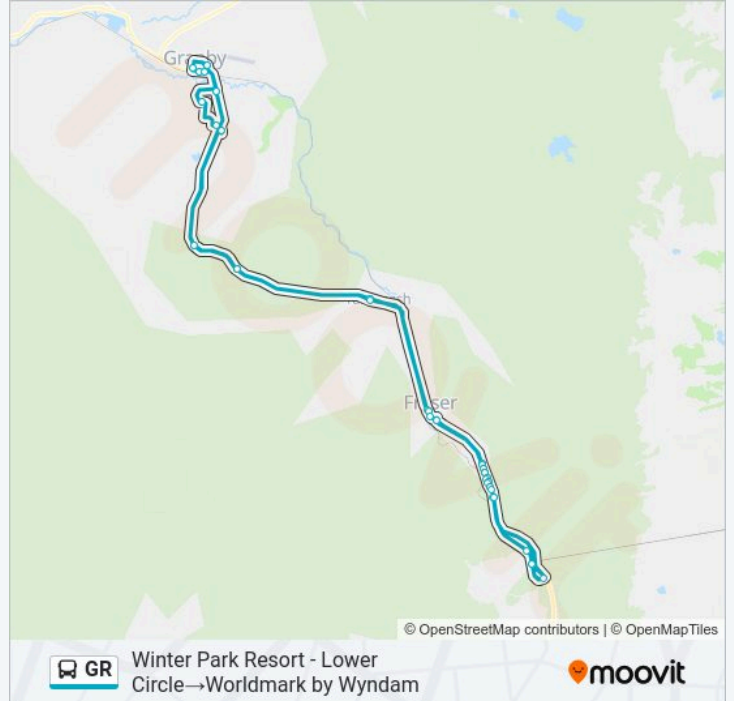 Granby
Fraser
© OpenStreetMap contributors | © OpenMapTiles
GR
Winter Park Resort - Lower
Circle→Worldmark by Wyndam
moovit